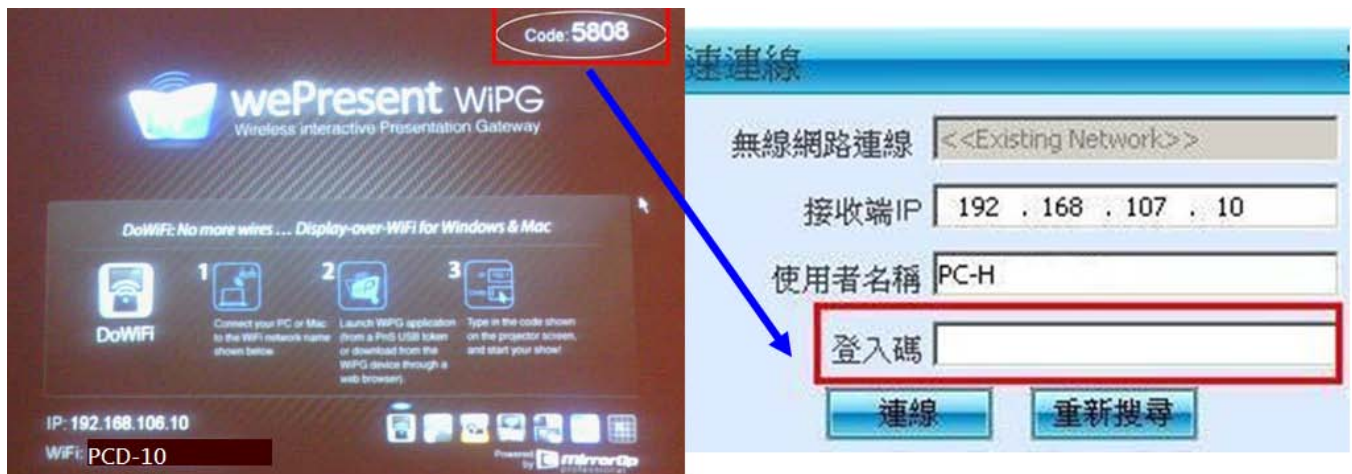 Code: 5808
wePresent WiPG
Wireless interactive Presentation Gateway
DoWiFi: No more wires ... Display-over-WiFi for Windows & Mac
DoWiFi
1
Connect your PC or Mac
to the WiFi network name
shown below.
2
Launch WiPG application
(from a PnS USB token
or download from the
WiPG device through a
web browser).
3
Type in the code shown
on the projector screen,
and start your show!
IP: 192.168.106.10
WiFi: PCD-10
Powered by mirrorOp
professional
速連線
無線網路連線 <<Existing Network>>
接收端IP 192 . 168 . 107 . 10
使用者名稱 PC-H
登入碼
連線
重新搜尋